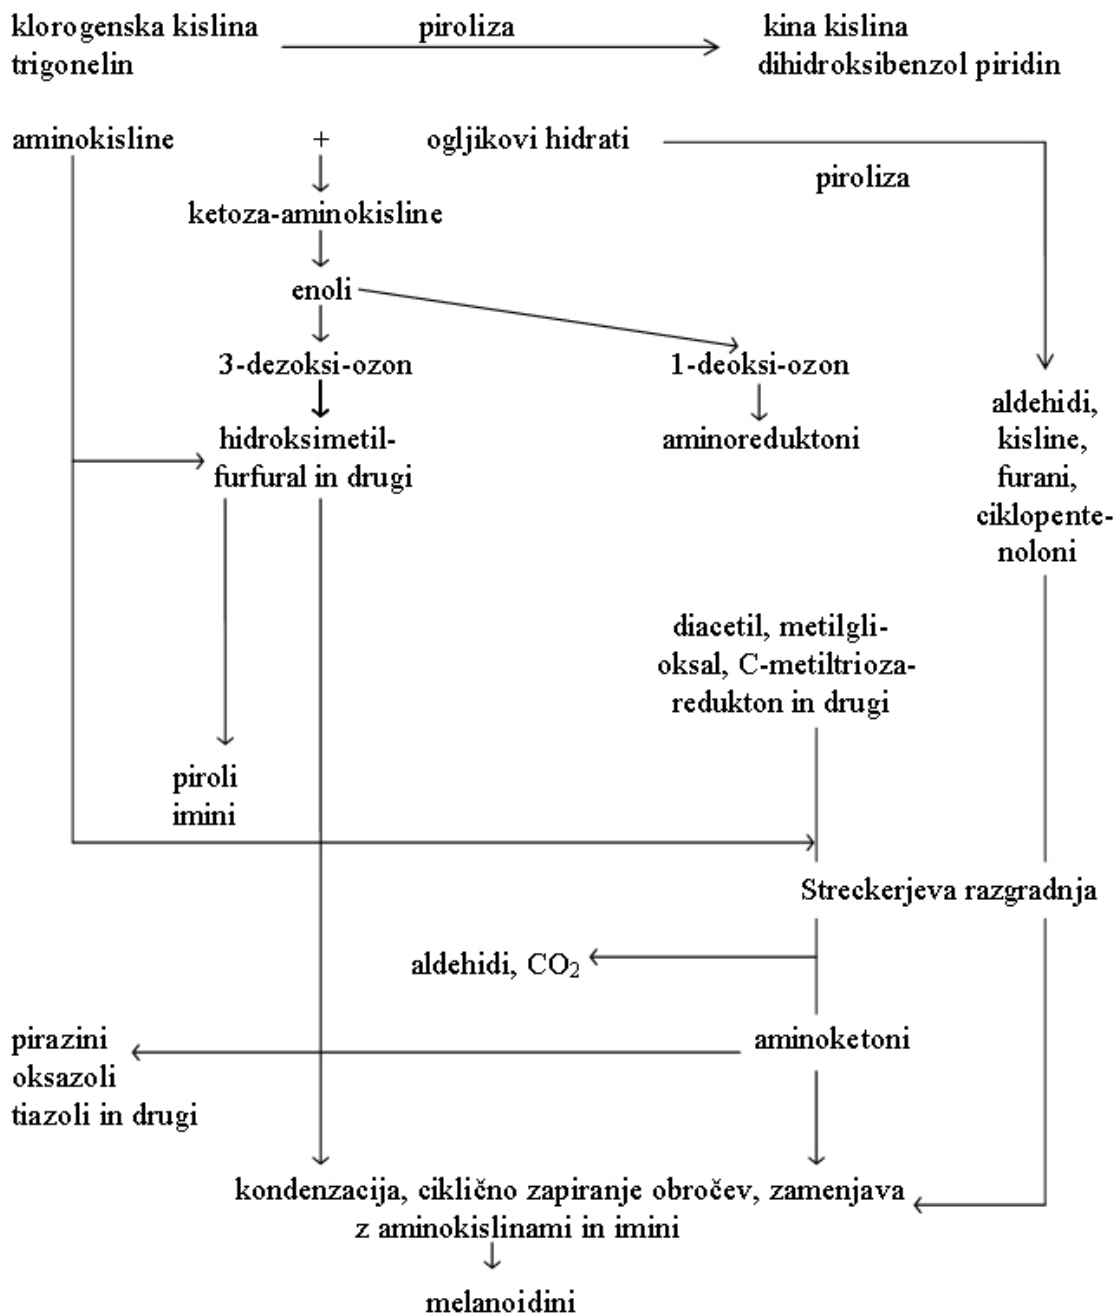 klorogenska kislina piroliza kina kislina
trigonelin dihidroksibenzol piridin
aminokisline + ogljikovi hidrati
piroliza
ketoza-aminokisline
enoli
3-dezoksi-ozon 1-deoksi-ozon
aldehidi,
hidroksimetil- aminoreduktoni kisline,
furfural in drugi furani,
ciklopente-
noloni
diacetil, metilgli-
oksal, C-metiltrioza-
redukton in drugi
piroli
imini
Streckerjeva razgradnja
aldehidi, CO₂
pirazini aminoketoni
oksazoli
tiazoli in drugi
kondenzacija, ciklično zapiranje obročev, zamenjava
z aminokislinami in imini
melanoidini